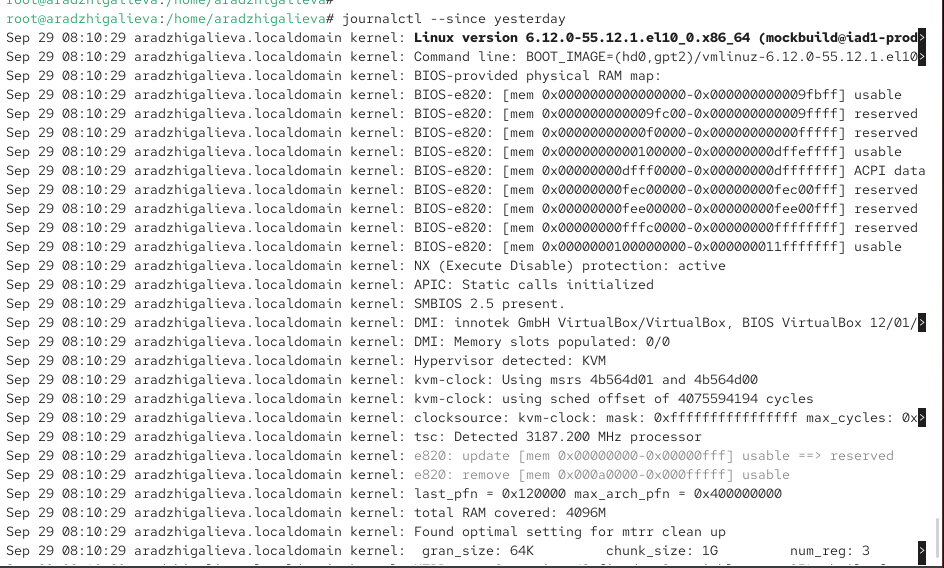 root@aradzhigalieva:/home/aradzhigalieva#
root@aradzhigalieva:/home/aradzhigalieva# journalctl --since yesterday
Sep 29 08:10:29 aradzhigalieva.localdomain kernel: Linux version 6.12.0-55.12.1.el10_0.x86_64 (mockbuild@iad1-prod>
Sep 29 08:10:29 aradzhigalieva.localdomain kernel: Command line: BOOT_IMAGE=(hd0,gpt2)/vmlinuz-6.12.0-55.12.1.el10>
Sep 29 08:10:29 aradzhigalieva.localdomain kernel: BIOS-provided physical RAM map:
Sep 29 08:10:29 aradzhigalieva.localdomain kernel: BIOS-e820: [mem 0x0000000000000000-0x000000000009fbff] usable
Sep 29 08:10:29 aradzhigalieva.localdomain kernel: BIOS-e820: [mem 0x000000000009fc00-0x000000000009ffff] reserved
Sep 29 08:10:29 aradzhigalieva.localdomain kernel: BIOS-e820: [mem 0x00000000000f0000-0x00000000000fffff] reserved
Sep 29 08:10:29 aradzhigalieva.localdomain kernel: BIOS-e820: [mem 0x0000000000100000-0x00000000dffeffff] usable
Sep 29 08:10:29 aradzhigalieva.localdomain kernel: BIOS-e820: [mem 0x00000000dfff0000-0x00000000dfffffff] ACPI data
Sep 29 08:10:29 aradzhigalieva.localdomain kernel: BIOS-e820: [mem 0x00000000fec00000-0x00000000fec00fff] reserved
Sep 29 08:10:29 aradzhigalieva.localdomain kernel: BIOS-e820: [mem 0x00000000fee00000-0x00000000fee00fff] reserved
Sep 29 08:10:29 aradzhigalieva.localdomain kernel: BIOS-e820: [mem 0x00000000fffc0000-0x00000000ffffffff] reserved
Sep 29 08:10:29 aradzhigalieva.localdomain kernel: BIOS-e820: [mem 0x0000000100000000-0x000000011fffffff] usable
Sep 29 08:10:29 aradzhigalieva.localdomain kernel: NX (Execute Disable) protection: active
Sep 29 08:10:29 aradzhigalieva.localdomain kernel: APIC: Static calls initialized
Sep 29 08:10:29 aradzhigalieva.localdomain kernel: SMBIOS 2.5 present.
Sep 29 08:10:29 aradzhigalieva.localdomain kernel: DMI: innotek GmbH VirtualBox/VirtualBox, BIOS VirtualBox 12/01/>
Sep 29 08:10:29 aradzhigalieva.localdomain kernel: DMI: Memory slots populated: 0/0
Sep 29 08:10:29 aradzhigalieva.localdomain kernel: Hypervisor detected: KVM
Sep 29 08:10:29 aradzhigalieva.localdomain kernel: kvm-clock: Using msrs 4b564d01 and 4b564d00
Sep 29 08:10:29 aradzhigalieva.localdomain kernel: kvm-clock: using sched offset of 4075594194 cycles
Sep 29 08:10:29 aradzhigalieva.localdomain kernel: clocksource: kvm-clock: mask: 0xffffffffffffffff max_cycles: 0x>
Sep 29 08:10:29 aradzhigalieva.localdomain kernel: tsc: Detected 3187.200 MHz processor
Sep 29 08:10:29 aradzhigalieva.localdomain kernel: e820: update [mem 0x00000000-0x00000fff] usable ==> reserved
Sep 29 08:10:29 aradzhigalieva.localdomain kernel: e820: remove [mem 0x000a0000-0x000fffff] usable
Sep 29 08:10:29 aradzhigalieva.localdomain kernel: last_pfn = 0x120000 max_arch_pfn = 0x400000000
Sep 29 08:10:29 aradzhigalieva.localdomain kernel: total RAM covered: 4096M
Sep 29 08:10:29 aradzhigalieva.localdomain kernel: Found optimal setting for mtrr clean up
Sep 29 08:10:29 aradzhigalieva.localdomain kernel:  gran_size: 64K         chunk_size: 1G         num_reg: 3      >